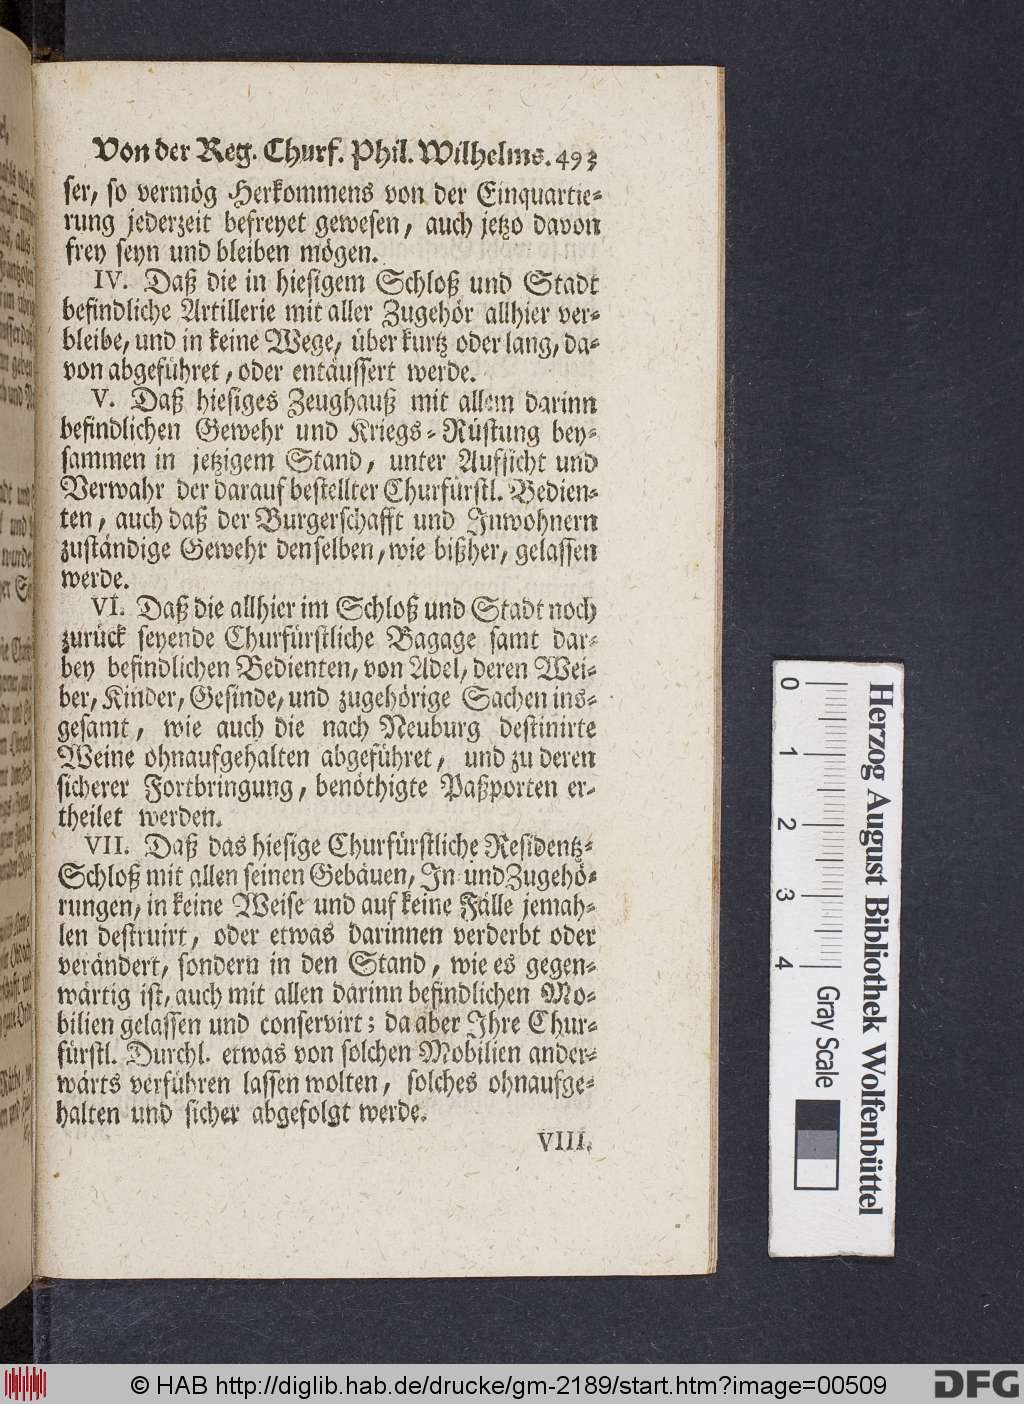 Von der Reg. Churf. Phil. Wilhelms. 493
ser, so vermög Herkommens von der Einquartie-
rung jederzeit befreyet gewesen, auch jetzo davon
frey seyn und bleiben mögen.
IV. Daß die in hiesigem Schloß und Stadt
befindliche Artillerie mit aller Zugehör allhier ver-
bleibe, und in keine Wege, über kurtz oder lang, da-
von abgeführet, oder entäussert werde.
V. Daß hiesiges Zeughauß mit allem darinn
befindlichen Gewehr und Kriegs-Rüstung bey-
sammen in jetzigem Stand, unter Aufsicht und
Verwahr der darauf bestellter Churfürstl. Bedien-
ten, auch daß der Burgerschafft und Inwohnern
zuständige Gewehr denselben, wie bißher, gelassen
werde.
VI. Daß die allhier im Schloß und Stadt noch
zurück seyende Churfürstliche Bagage samt dar-
bey befindlichen Bedienten, von Adel, deren Wei-
ber, Kinder, Gesinde, und zugehörige Sachen ins-
gesamt, wie auch die nach Neuburg destinirte
Weine ohnaufgehalten abgeführet, und zu deren
sicherer Fortbringung, benöthigte Paßporten er-
theilet werden.
VII. Daß das hiesige Churfürstliche Residentz-
Schloß mit allen seinen Gebäuen, In- und Zugehö-
rungen, in keine Weise und auf keine Fälle jemah-
len destruirt, oder etwas darinnen verderbt oder
verändert, sondern in den Stand, wie es gegen-
wärtig ist, auch mit allen darinn befindlichen Mo-
bilien gelassen und conservirt; da aber Ihre Chur-
fürstl. Durchl. etwas von solchen Mobilien ander-
wärts verführen lassen wolten, solches ohnaufge-
halten und sicher abgefolgt werde.
VIII.
Herzog August Bibliothek Wolfenbüttel
0 1 2 3 4
Gray Scale
© HAB http://diglib.hab.de/drucke/gm-2189/start.htm?image=00509
DFG